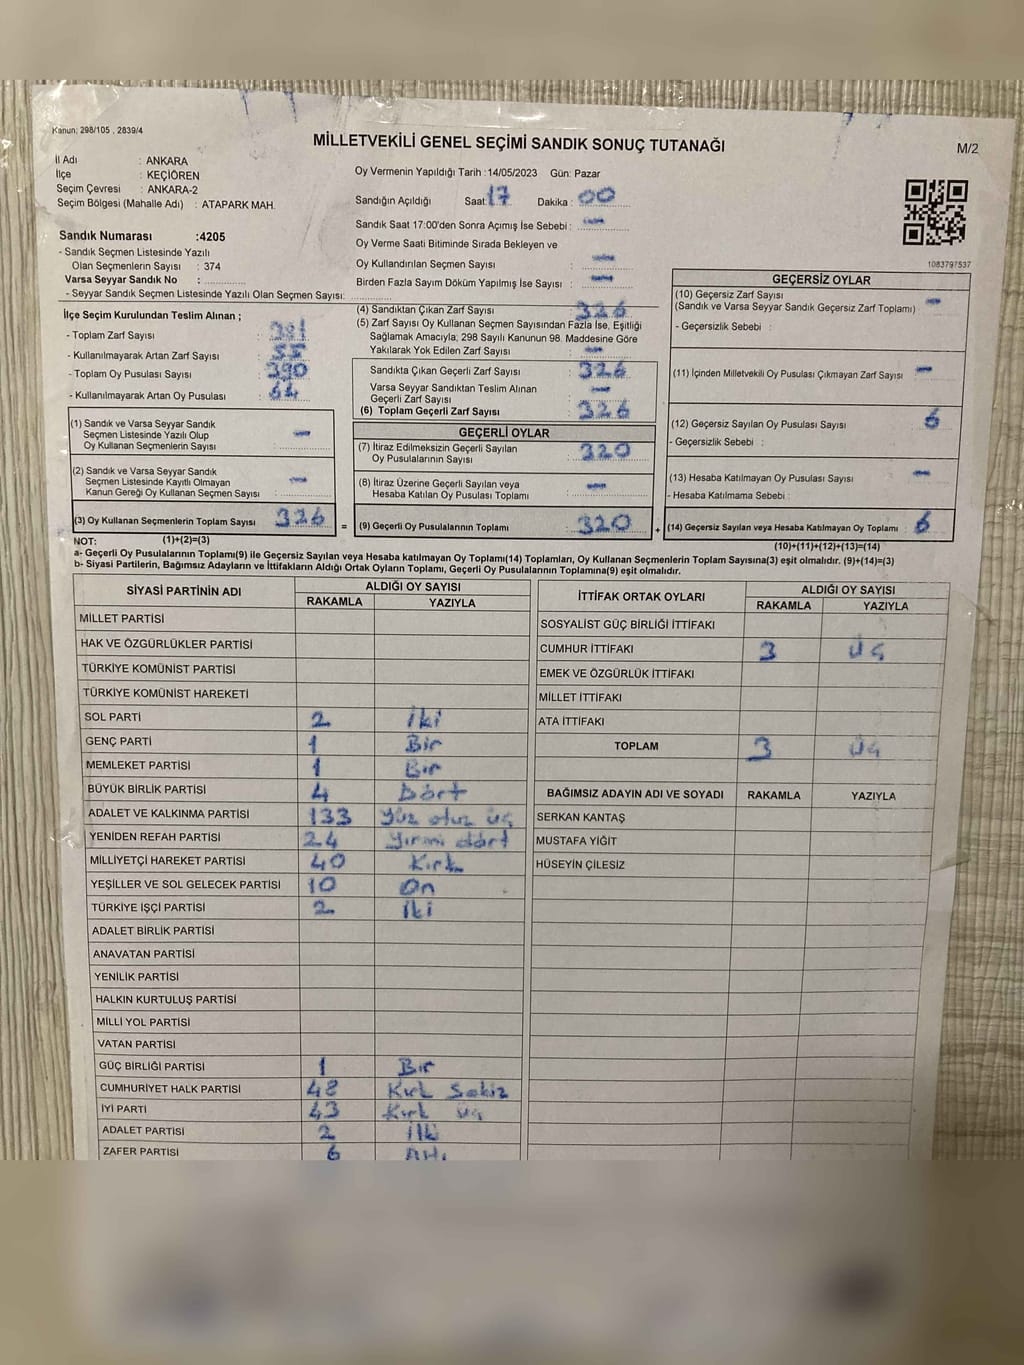 Kanun: 298/105 , 2839/4
MİLLETVEKİLİ GENEL SEÇİMİ SANDIK SONUÇ TUTANAĞI
M/2
İl Adı : ANKARA
İlçe : KEÇİÖREN
Seçim Çevresi : ANKARA-2
Seçim Bölgesi (Mahalle Adı) : ATAPARK MAH.
Sandık Numarası :4205
- Sandık Seçmen Listesinde Yazılı
Olan Seçmenlerin Sayısı : 374
Varsa Seyyar Sandık No :
- Seyyar Sandık Seçmen Listesinde Yazılı Olan Seçmen Sayısı:
Oy Vermenin Yapıldığı Tarih :14/05/2023 Gün: Pazar
Sandığın Açıldığı Saat: 17 Dakika : 00
Sandık Saat 17:00'den Sonra Açımış İse Sebebi : -
Oy Verme Saati Bitiminde Sırada Bekleyen ve
Oy Kullandırılan Seçmen Sayısı : -
Birden Fazla Sayım Döküm Yapılmış İse Sayısı : -
1083797537
İlçe Seçim Kurulundan Teslim Alınan ;
- Toplam Zarf Sayısı : 381
- Kullanılmayarak Artan Zarf Sayısı : 55
- Toplam Oy Pusulası Sayısı : 390
- Kullanılmayarak Artan Oy Pusulası : 64
(4) Sandıktan Çıkan Zarf Sayısı : 326
(5) Zarf Sayısı Oy Kullanan Seçmen Sayısından Fazla İse, Eşitliği
Sağlamak Amacıyla; 298 Sayılı Kanunun 98. Maddesine Göre
Yakılarak Yok Edilen Zarf Sayısı : -
Sandıkta Çıkan Geçerli Zarf Sayısı : 326
Varsa Seyyar Sandıktan Teslim Alınan
Geçerli Zarf Sayısı : -
(6) Toplam Geçerli Zarf Sayısı : 326
GEÇERSİZ OYLAR
(10) Geçersiz Zarf Sayısı
(Sandık ve Varsa Seyyar Sandık Geçersiz Zarf Toplamı) : -
- Geçersizlik Sebebi :
(11) İçinden Milletvekili Oy Pusulası Çıkmayan Zarf Sayısı : -
(12) Geçersiz Sayılan Oy Pusulası Sayısı : 6
- Geçersizlik Sebebi :
(13) Hesaba Katılmayan Oy Pusulası Sayısı : -
- Hesaba Katılmama Sebebi :
(14) Geçersiz Sayılan veya Hesaba Katılmayan Oy Toplamı : 6
(10)+(11)+(12)+(13)=(14)
(1) Sandık ve Varsa Seyyar Sandık
Seçmen Listesinde Yazılı Olup
Oy Kullanan Seçmenlerin Sayısı : -
(2) Sandık ve Varsa Seyyar Sandık
Seçmen Listesinde Kayıtlı Olmayan
Kanun Gereği Oy Kullanan Seçmen Sayısı : -
(3) Oy Kullanan Seçmenlerin Toplam Sayısı : 326 =
(1)+(2)=(3)
GEÇERLİ OYLAR
(7) İtiraz Edilmeksizin Geçerli Sayılan
Oy Pusulalarının Sayısı : 320
(8) İtiraz Üzerine Geçerli Sayılan veya
Hesaba Katılan Oy Pusulası Toplamı : -
(9) Geçerli Oy Pusulalarının Toplamı : 320 +
NOT:
a- Geçerli Oy Pusulalarının Toplamı(9) ile Geçersiz Sayılan veya Hesaba katılmayan Oy Toplamı(14) Toplamları, Oy Kullanan Seçmenlerin Toplam Sayısına(3) eşit olmalıdır. (9)+(14)=(3)
b- Siyasi Partilerin, Bağımsız Adayların ve İttifakların Aldığı Ortak Oyların Toplamı, Geçerli Oy Pusulalarının Toplamına(9) eşit olmalıdır.
SİYASİ PARTİNİN ADI ALDIĞI OY SAYISI
RAKAMLA YAZIYLA
MİLLET PARTİSİ
HAK VE ÖZGÜRLÜKLER PARTİSİ
TÜRKİYE KOMÜNİST PARTİSİ
TÜRKİYE KOMÜNİST HAREKETİ
SOL PARTİ 2 İki
GENÇ PARTİ 1 Bir
MEMLEKET PARTİSİ 1 Bir
BÜYÜK BİRLİK PARTİSİ 4 Dört
ADALET VE KALKINMA PARTİSİ 133 Yüz otuz üç
YENİDEN REFAH PARTİSİ 24 Yirmi dört
MİLLİYETÇİ HAREKET PARTİSİ 40 Kırk
YEŞİLLER VE SOL GELECEK PARTİSİ 10 On
TÜRKİYE İŞÇİ PARTİSİ 2 İki
ADALET BİRLİK PARTİSİ
ANAVATAN PARTİSİ
YENİLİK PARTİSİ
HALKIN KURTULUŞ PARTİSİ
MİLLİ YOL PARTİSİ
VATAN PARTİSİ
GÜÇ BİRLİĞİ PARTİSİ 1 Bir
CUMHURİYET HALK PARTİSİ 48 Kırk Sekiz
İYİ PARTİ 43 Kırk üç
ADALET PARTİSİ 2 İki
ZAFER PARTİSİ 6 Altı
İTTİFAK ORTAK OYLARI ALDIĞI OY SAYISI
RAKAMLA YAZIYLA
SOSYALİST GÜÇ BİRLİĞİ İTTİFAKI
CUMHUR İTTİFAKI 3 üç
EMEK VE ÖZGÜRLÜK İTTİFAKI
MİLLET İTTİFAKI
ATA İTTİFAKI
TOPLAM 3 üç
BAĞIMSIZ ADAYIN ADI VE SOYADI RAKAMLA YAZIYLA
SERKAN KANTAŞ
MUSTAFA YİĞİT
HÜSEYİN ÇİLESİZ